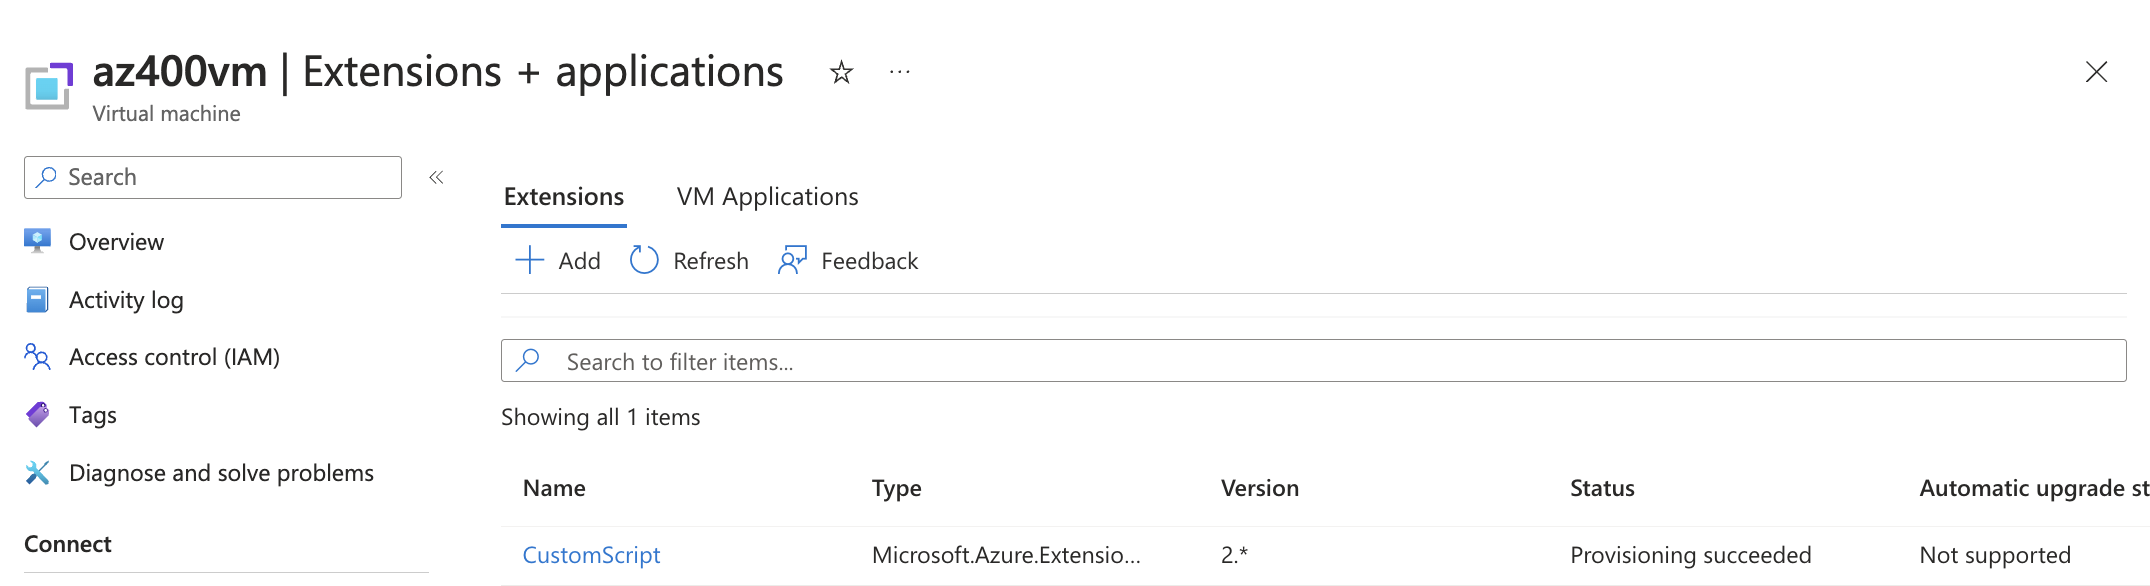 az400vm | Extensions + applications
Virtual machine
Search
Overview
Activity log
Access control (IAM)
Tags
Diagnose and solve problems
Connect
Extensions VM Applications
Add Refresh Feedback
Search to filter items...
Showing all 1 items
Name Type Version Status Automatic upgrade st
CustomScript Microsoft.Azure.Extensio... 2.* Provisioning succeeded Not supported